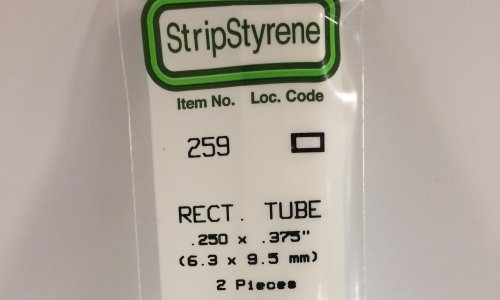 StripStyrene
Item No. Loc. Code
259
RECT. TUBE
.250 x .375"
(6.3 x 9.5 mm)
2 Pieces